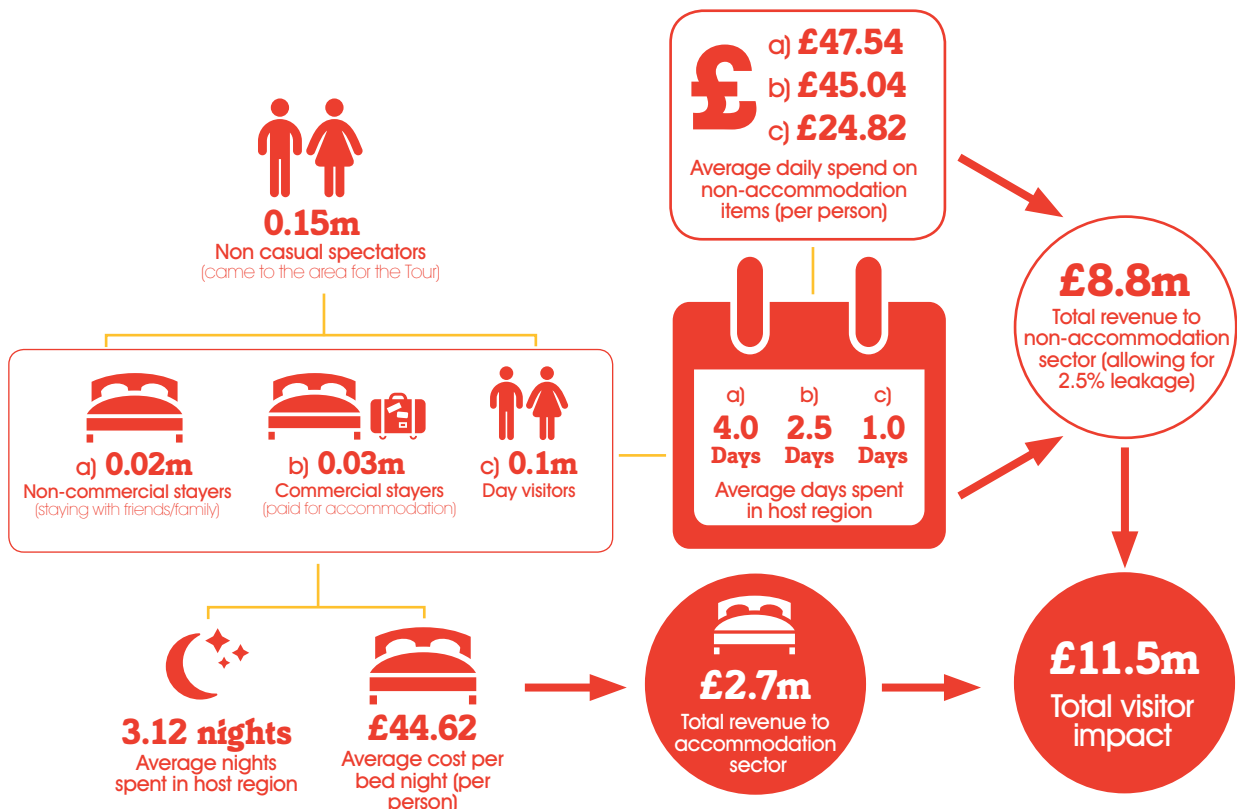 0.15m
Non casual spectators
(came to the area for the Tour)
a) £47.54
b) £45.04
c) £24.82
£
Average daily spend on
non-accommodation
items (per person)
£8.8m
Total revenue to
non-accommodation
sector (allowing for
2.5% leakage)
a) 0.02m
Non-commercial stayers
(staying with friends/family)
b) 0.03m
Commercial stayers
(paid for accommodation)
c) 0.1m
Day visitors
a)
4.0
Days
b)
2.5
Days
c)
1.0
Days
Average days spent
in host region
3.12 nights
Average nights
spent in host region
£44.62
Average cost per
bed night (per
person)
£2.7m
Total revenue to
accommodation
sector
£11.5m
Total visitor
impact